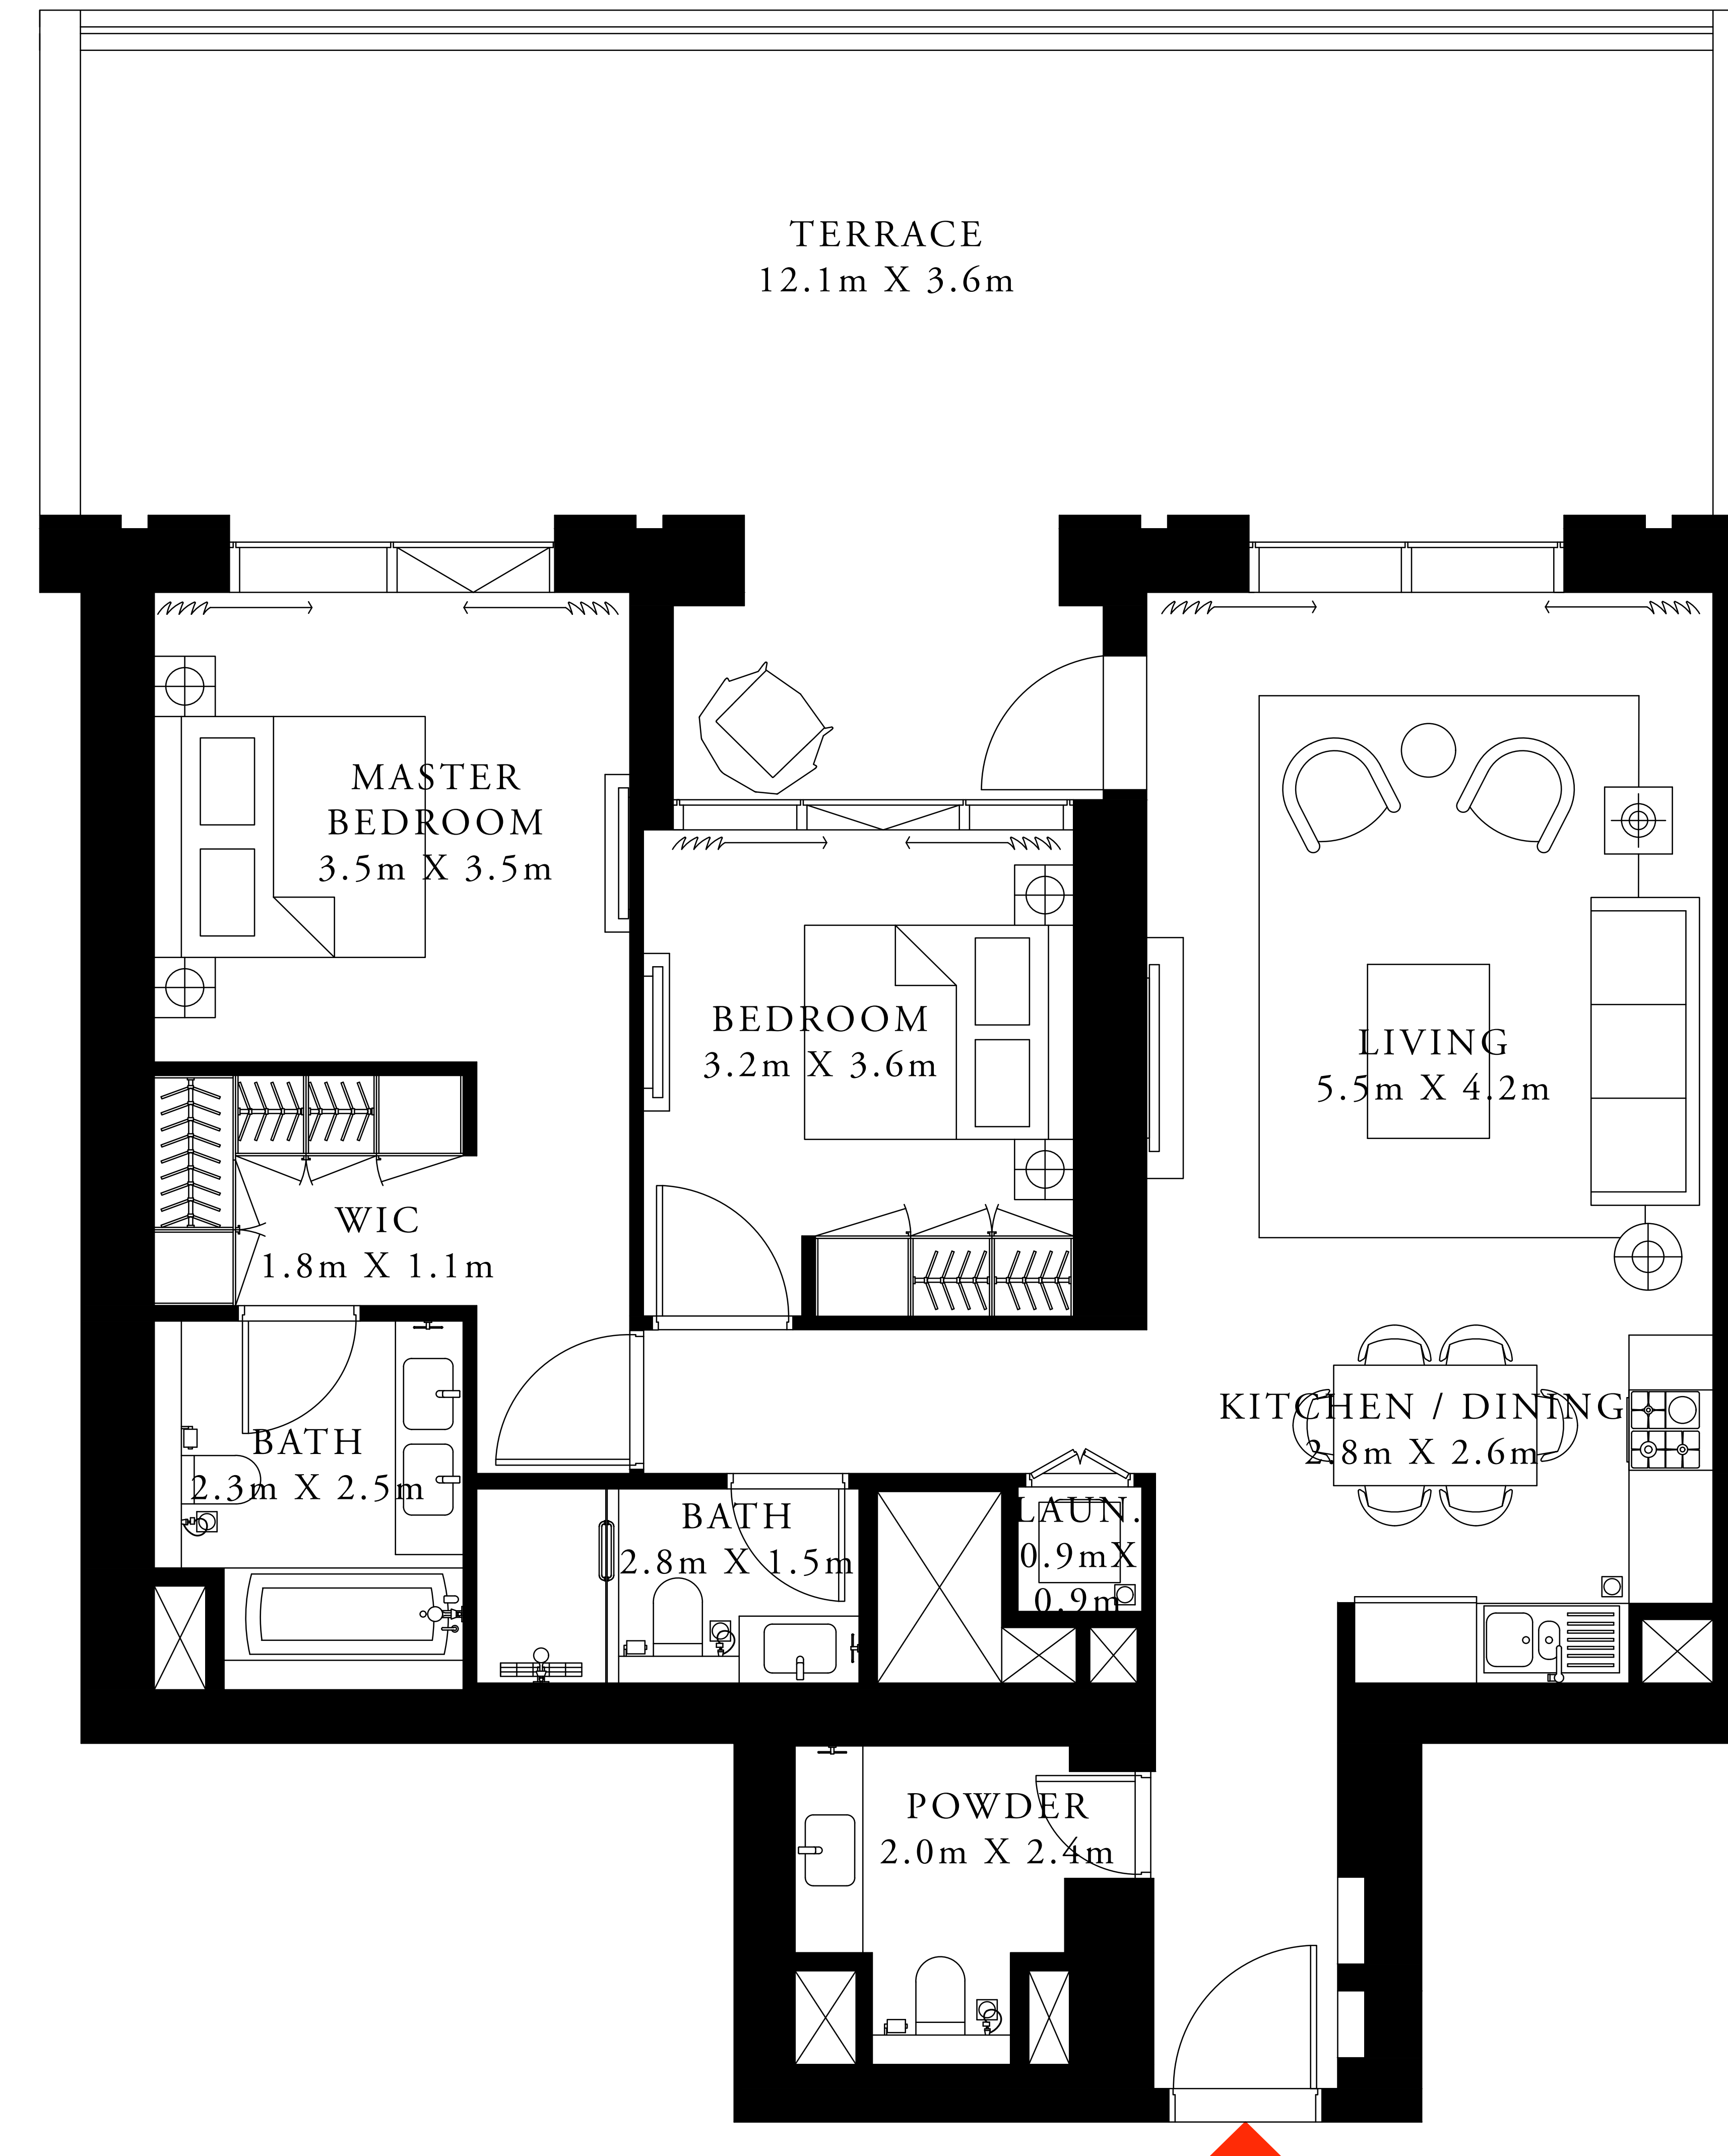 TERRACE
12.1m X 3.6m
MASTER
BEDROOM
3.5m X 3.5m
BEDROOM
3.2m X 3.6m
LIVING
5.5m X 4.2m
WIC
1.8m X 1.1m
KITCHEN / DINING
2.8m X 2.6m
BATH
2.3m X 2.5m
BATH
2.8m X 1.5m
LAUN.
0.9mX
0.9m
POWDER
2.0m X 2.4m